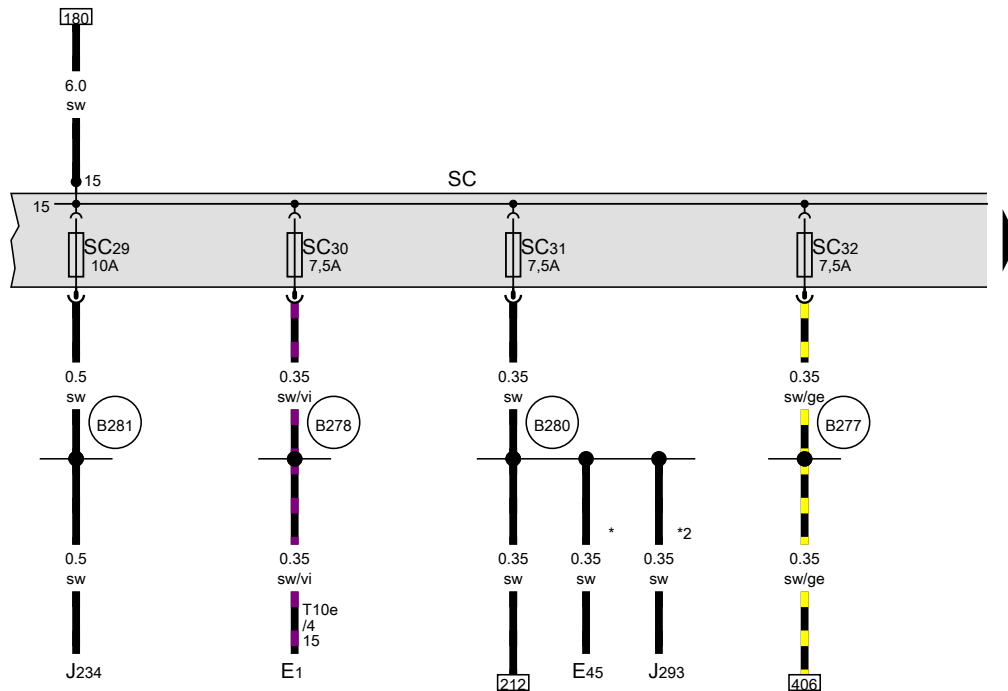 180
6.0
sw
15
SC
15
SC29
10A
SC30
7,5A
SC31
7,5A
SC32
7,5A
0.5
sw
0.35
sw/vi
0.35
sw
0.35
sw/ge
B281
B278
B280
B277
*
*2
0.5
sw
0.35
sw/vi
0.35
sw
0.35
sw
0.35
sw
0.35
sw/ge
T10e
/4
15
J234
E1
212
E45
J293
406